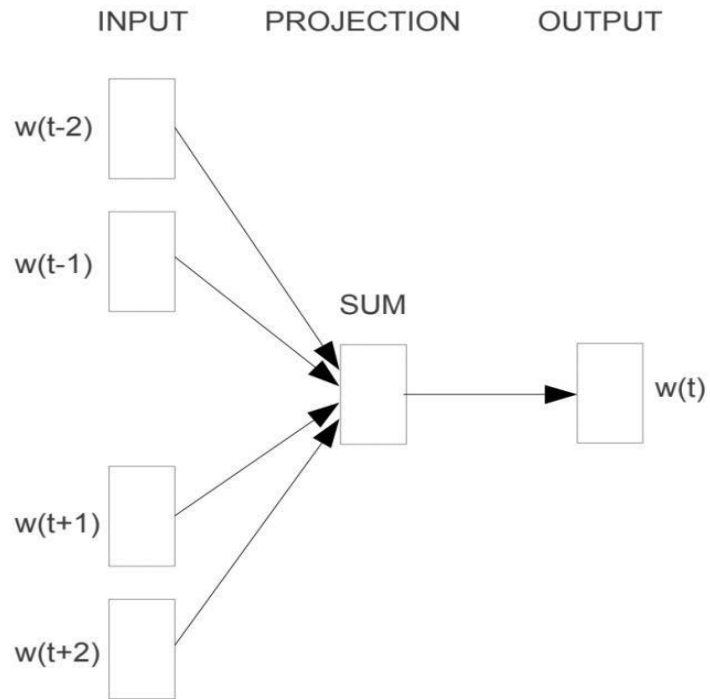 INPUT PROJECTION OUTPUT
w(t-2)
w(t-1)
SUM
w(t)
w(t+1)
w(t+2)